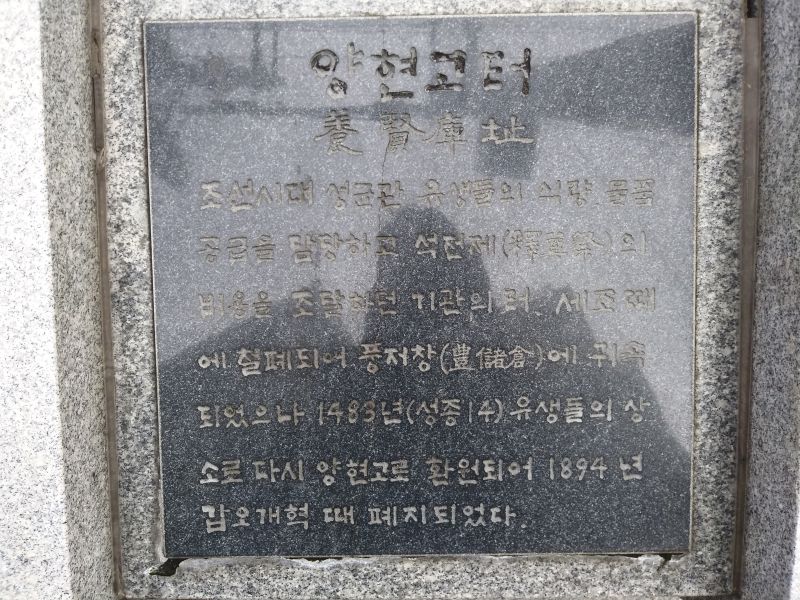 양현고터
養賢庫址
조선시대 성균관 유생들의 식량 물품
공급을 담당하고 석전제(釋奠祭)의
비용을 조달하던 기관의 터. 세조 때
에 철폐되어 풍저창(豊儲倉)에 귀속
되었으나 1483년(성종14) 유생들의 상
소로 다시 양현고로 환원되어 1894년
갑오개혁 때 폐지되었다.